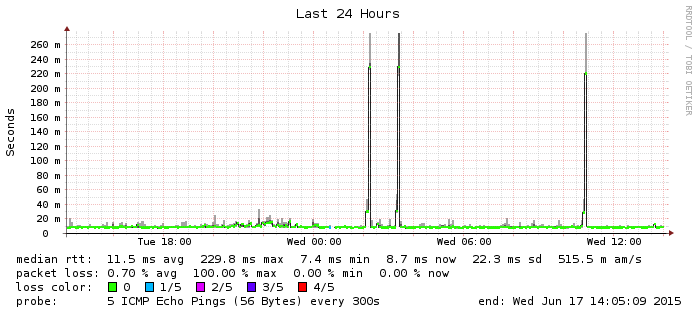 Last 24 Hours
RRDTOOL / TOBI OETIKER
Seconds
260 m
240 m
220 m
200 m
180 m
160 m
140 m
120 m
100 m
80 m
60 m
40 m
20 m
0
Tue 18:00 Wed 00:00 Wed 06:00 Wed 12:00
median rtt: 11.5 ms avg 229.8 ms max 7.4 ms min 8.7 ms now 22.3 ms sd 515.5 m am/s
packet loss: 0.70 % avg 100.00 % max 0.00 % min 0.00 % now
loss color: 0 1/5 2/5 3/5 4/5
probe: 5 ICMP Echo Pings (56 Bytes) every 300s end: Wed Jun 17 14:05:09 2015